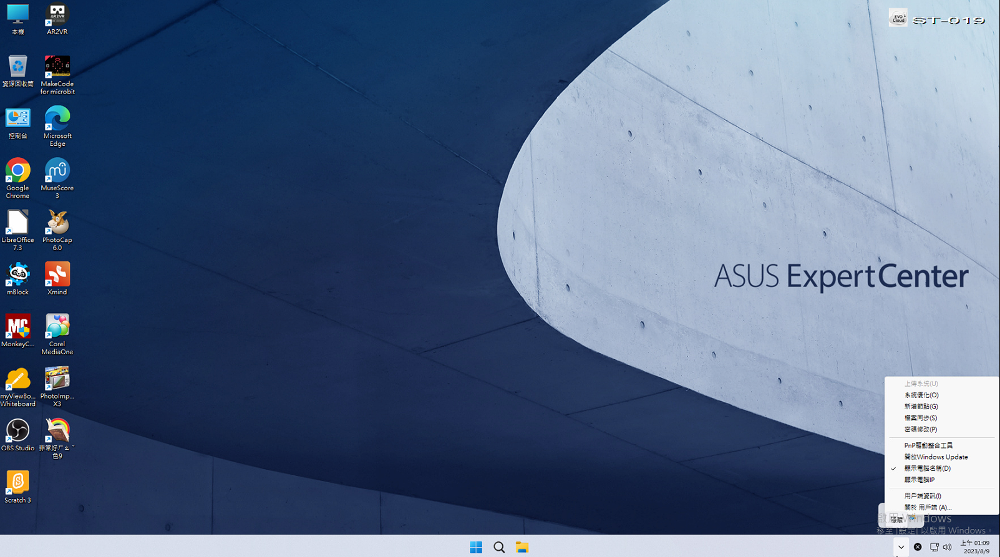 本機
AR2VR
資源回收筒
MakeCode
for microbit
控制台
Microsoft
Edge
Google
Chrome
MuseScore
3
LibreOffice
7.3
PhotoCap
6.0
mBlock
Xmind
MonkeyC...
Corel
MediaOne
myViewBo...
Whiteboard
PhotoImp...
X3
OBS Studio
非常好ㄏㄠˇ
色9
Scratch 3
EVO
Cloud
ST-019
ASUS ExpertCenter
上傳系統(U)
系統優化(O)
新增節點(G)
檔案同步(S)
密碼修改(P)
PnP驅動整合工具
開放Windows Update
顯示電腦名稱(D)
顯示電腦IP
用戶端資訊(I)
關於 用戶端 (A)...
啟用 Windows
隱藏
移至 [設定] 以啟用 Windows。
上午 01:09
2023/8/9